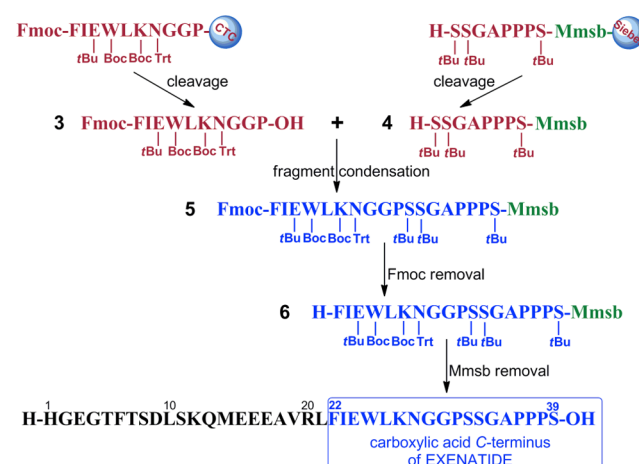 Fmoc-FIEWLKNGGP-CTC
tBu Boc Boc Trt
H-SSGAPPPS-Mmsb-Siebe
tBu tBu tBu
cleavage
cleavage
3 Fmoc-FIEWLKNGGP-OH + 4 H-SSGAPPPS-Mmsb
tBu Boc Boc Trt
tBu tBu tBu
fragment condensation
5 Fmoc-FIEWLKNGGPSSGAPPPS-Mmsb
tBu Boc Boc Trt tBu tBu tBu
Fmoc removal
6 H-FIEWLKNGGPSSGAPPPS-Mmsb
tBu Boc Boc Trt tBu tBu tBu
Mmsb removal
1 10 20 22 39
H-HGEGTFTSDLSKQMEEEAVRLFIEWLKNGGPSSGAPPPS-OH
carboxylic acid C-terminus
of EXENATIDE